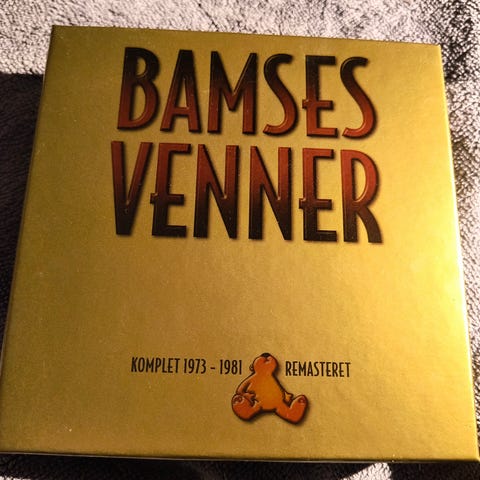 BAMSES
VENNER
KOMPLET 1973 - 1981 REMASTERET